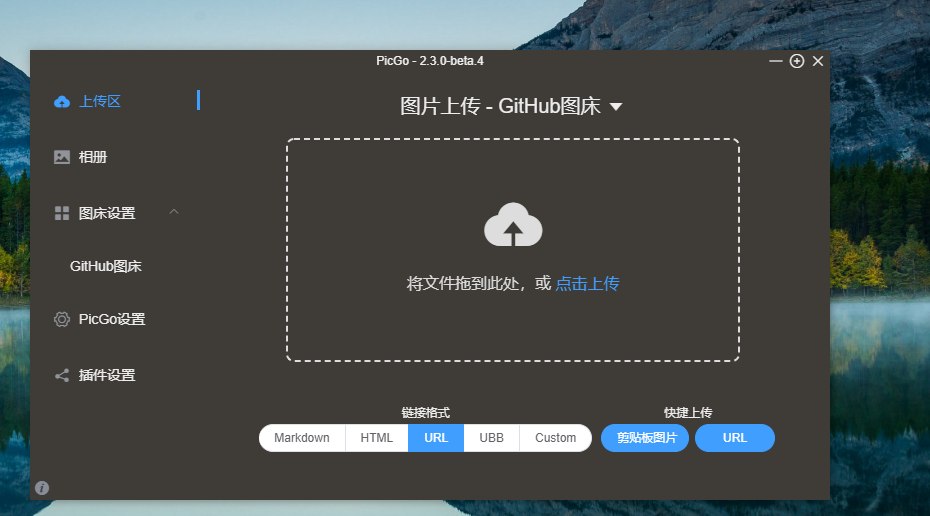 PicGo - 2.3.0-beta.4
上传区
相册
图床设置
GitHub图床
PicGo设置
插件设置
图片上传 - GitHub图床
将文件拖到此处，或 点击上传
链接格式
Markdown HTML URL UBB Custom
快捷上传
剪贴板图片 URL